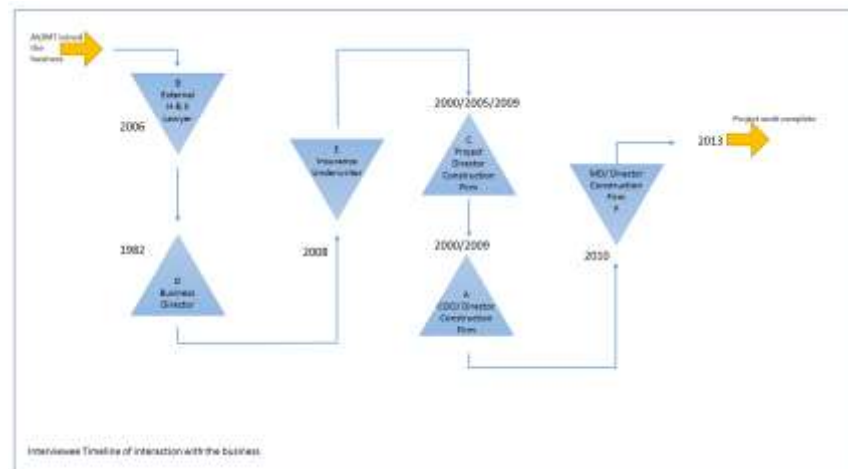 joined
the
business
B
External
H & S
Lawyer
2006
1982
D
Business
Director
E
Insurance
Underwriter
2008
2000/2005/2009
C
Project
Director
Construction
Firm
2000/2009
A
COO/ Director
Construction
Firm
MD/ Director
Construction
Firm
F
2010
2013
Project work complete
Interviewee Timeline of interaction with the business